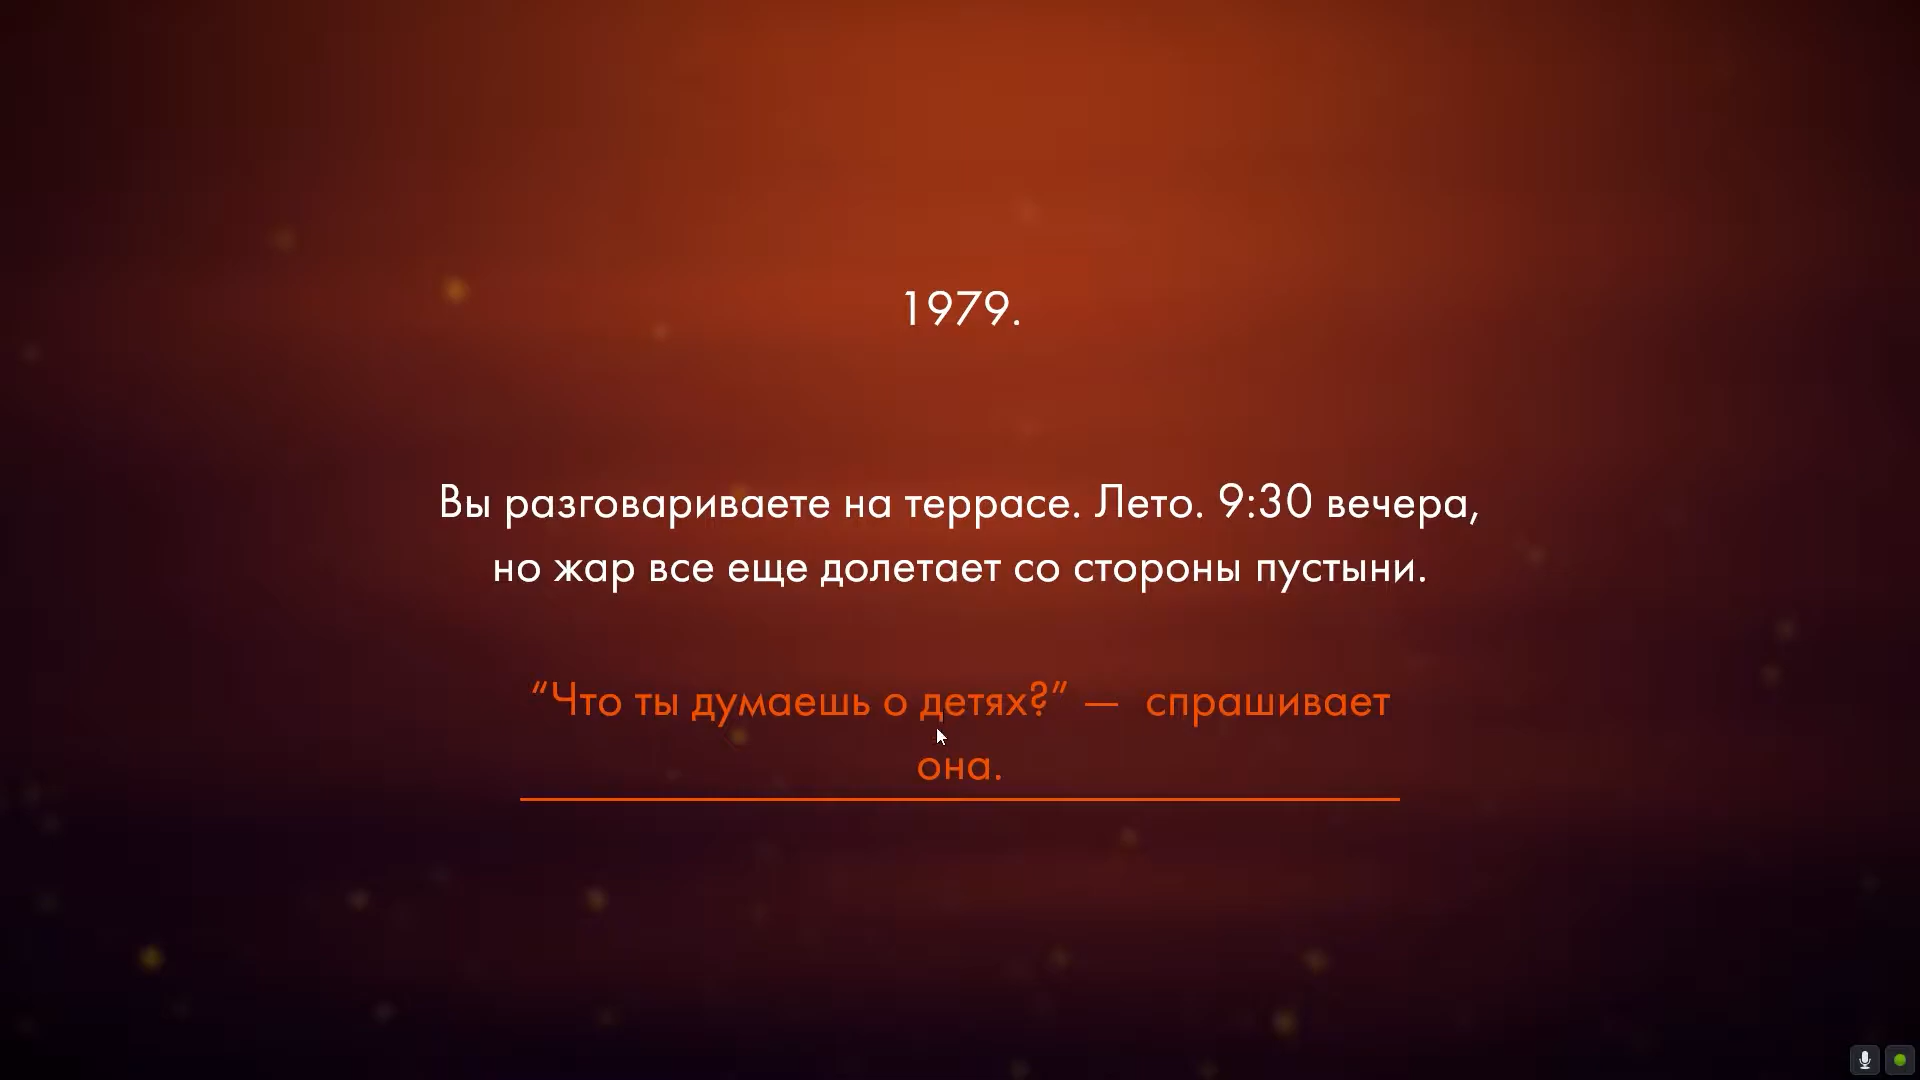 1979.
Вы разговариваете на террасе. Лето. 9:30 вечера,
но жар все еще долетает со стороны пустыни.
“Что ты думаешь о детях?” — спрашивает
она.